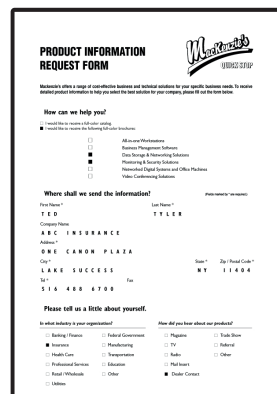 PRODUCT INFORMATION
REQUEST FORM
MacKenzie's
QUICK STOP
Mackenzie's offers a range of cost-effective business and technical solutions for your specific business needs. To receive
detailed product information to help you select the best solution for your company, please fill out the form below.
How can we help you?
□ I would like to receive a full-color catalog
■ I would like to receive the following full-color brochures:
□ All-in-one Workstations
□ Business Management Software
■ Data Storage & Networking Solutions
■ Monitoring & Security Solutions
□ Networked Digital Systems and Office Machines
□ Video Conferencing Solutions
Where shall we send the information? (Fields marked by * are required.)
First Name * Last Name *
TED TYLER
Company Name
ABC INSURANCE
Address *
ONE CANON PLAZA
City * State * Zip / Postal Code *
LAKE SUCCESS NY 11404
Tel * Fax
516 488 6700
Please tell us a little about yourself.
In what industry is your organization? How did you hear about our products?
□ Banking / Finance □ Federal Government □ Magazine □ Trade Show
■ Insurance □ Manufacturing □ TV □ Referral
□ Health Care □ Transportation □ Radio □ Other
□ Professional Services □ Education □ Mail Insert
□ Retail / Wholesale □ Other ■ Dealer Contact
□ Utilities